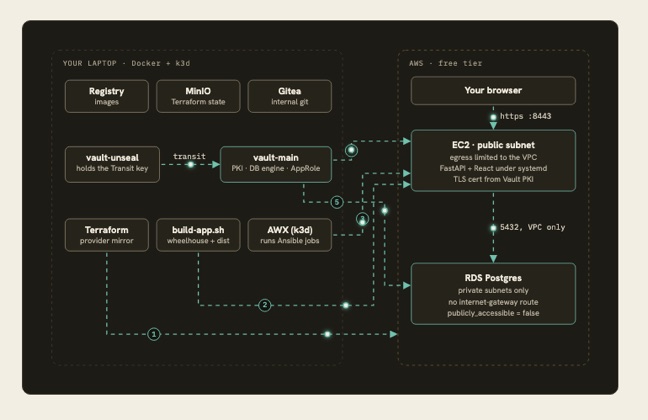 YOUR LAPTOP · Docker + k3d
Registry
images
MinIO
Terraform state
Gitea
internal git
vault-unseal
holds the Transit key
transit
vault-main
PKI · DB engine · AppRole
Terraform
provider mirror
build-app.sh
wheelhouse + dist
AWX (k3d)
runs Ansible jobs
5
2
1
AWS · free tier
Your browser
https :8443
EC2 · public subnet
egress limited to the VPC
FastAPI + React under systemd
TLS cert from Vault PKI
5432, VPC only
RDS Postgres
private subnets only
no internet-gateway route
publicly_accessible = false